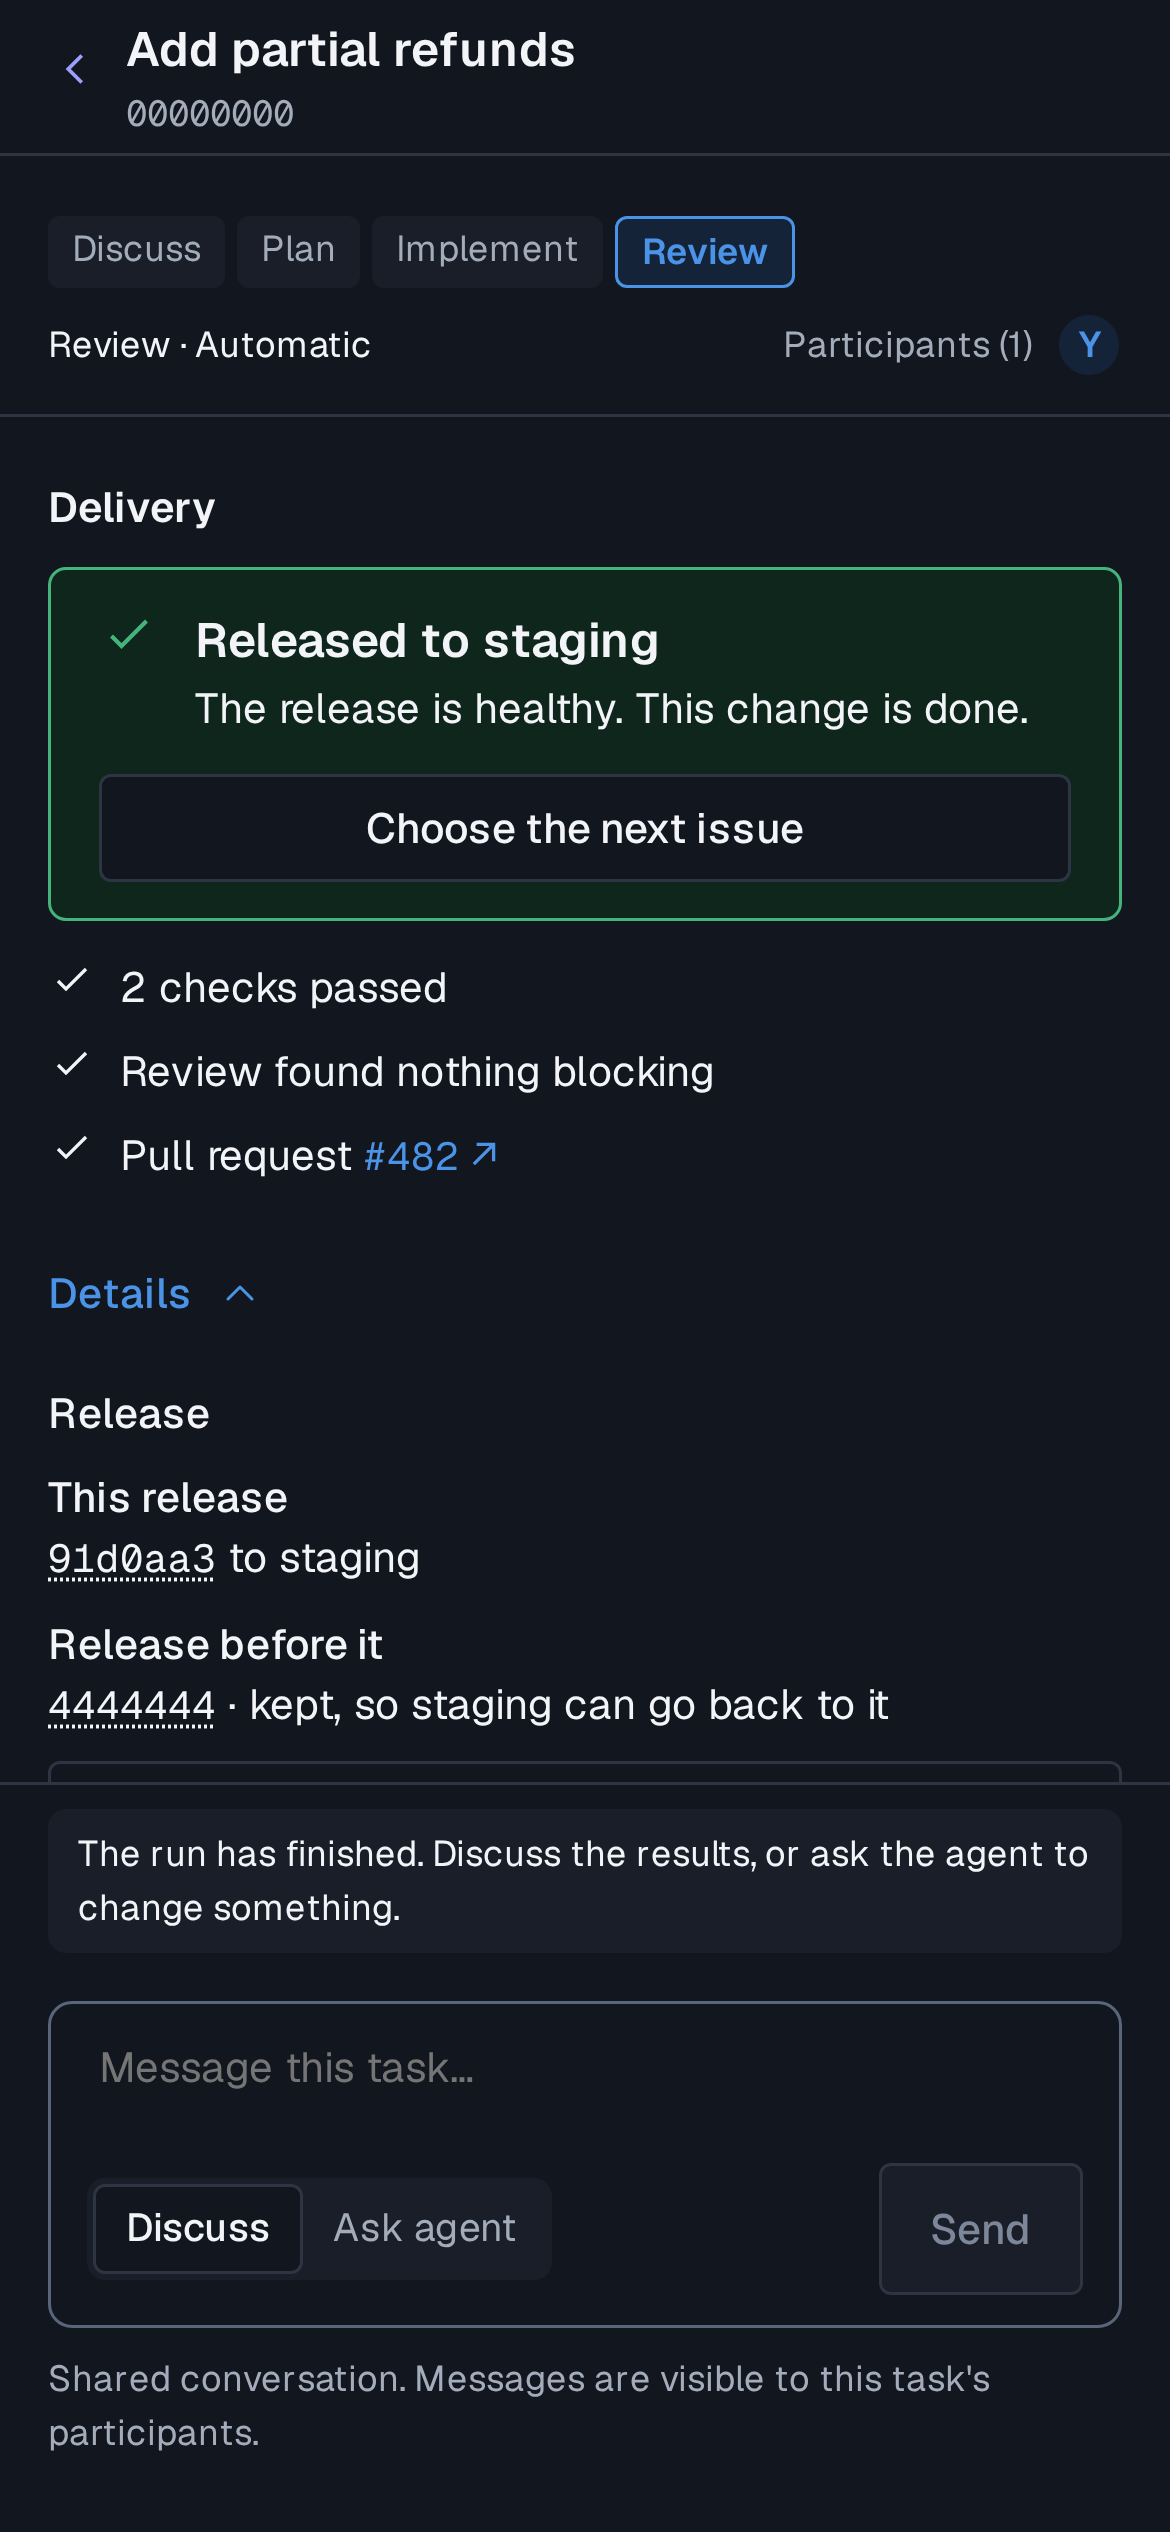 Add partial refunds
00000000
Discuss Plan Implement Review
Review · Automatic Participants (1) Y
Delivery
Released to staging
The release is healthy. This change is done.
Choose the next issue
2 checks passed
Review found nothing blocking
Pull request #482
Details
Release
This release
91d0aa3 to staging
Release before it
4444444 · kept, so staging can go back to it
The run has finished. Discuss the results, or ask the agent to
change something.
Message this task...
Discuss Ask agent Send
Shared conversation. Messages are visible to this task's
participants.